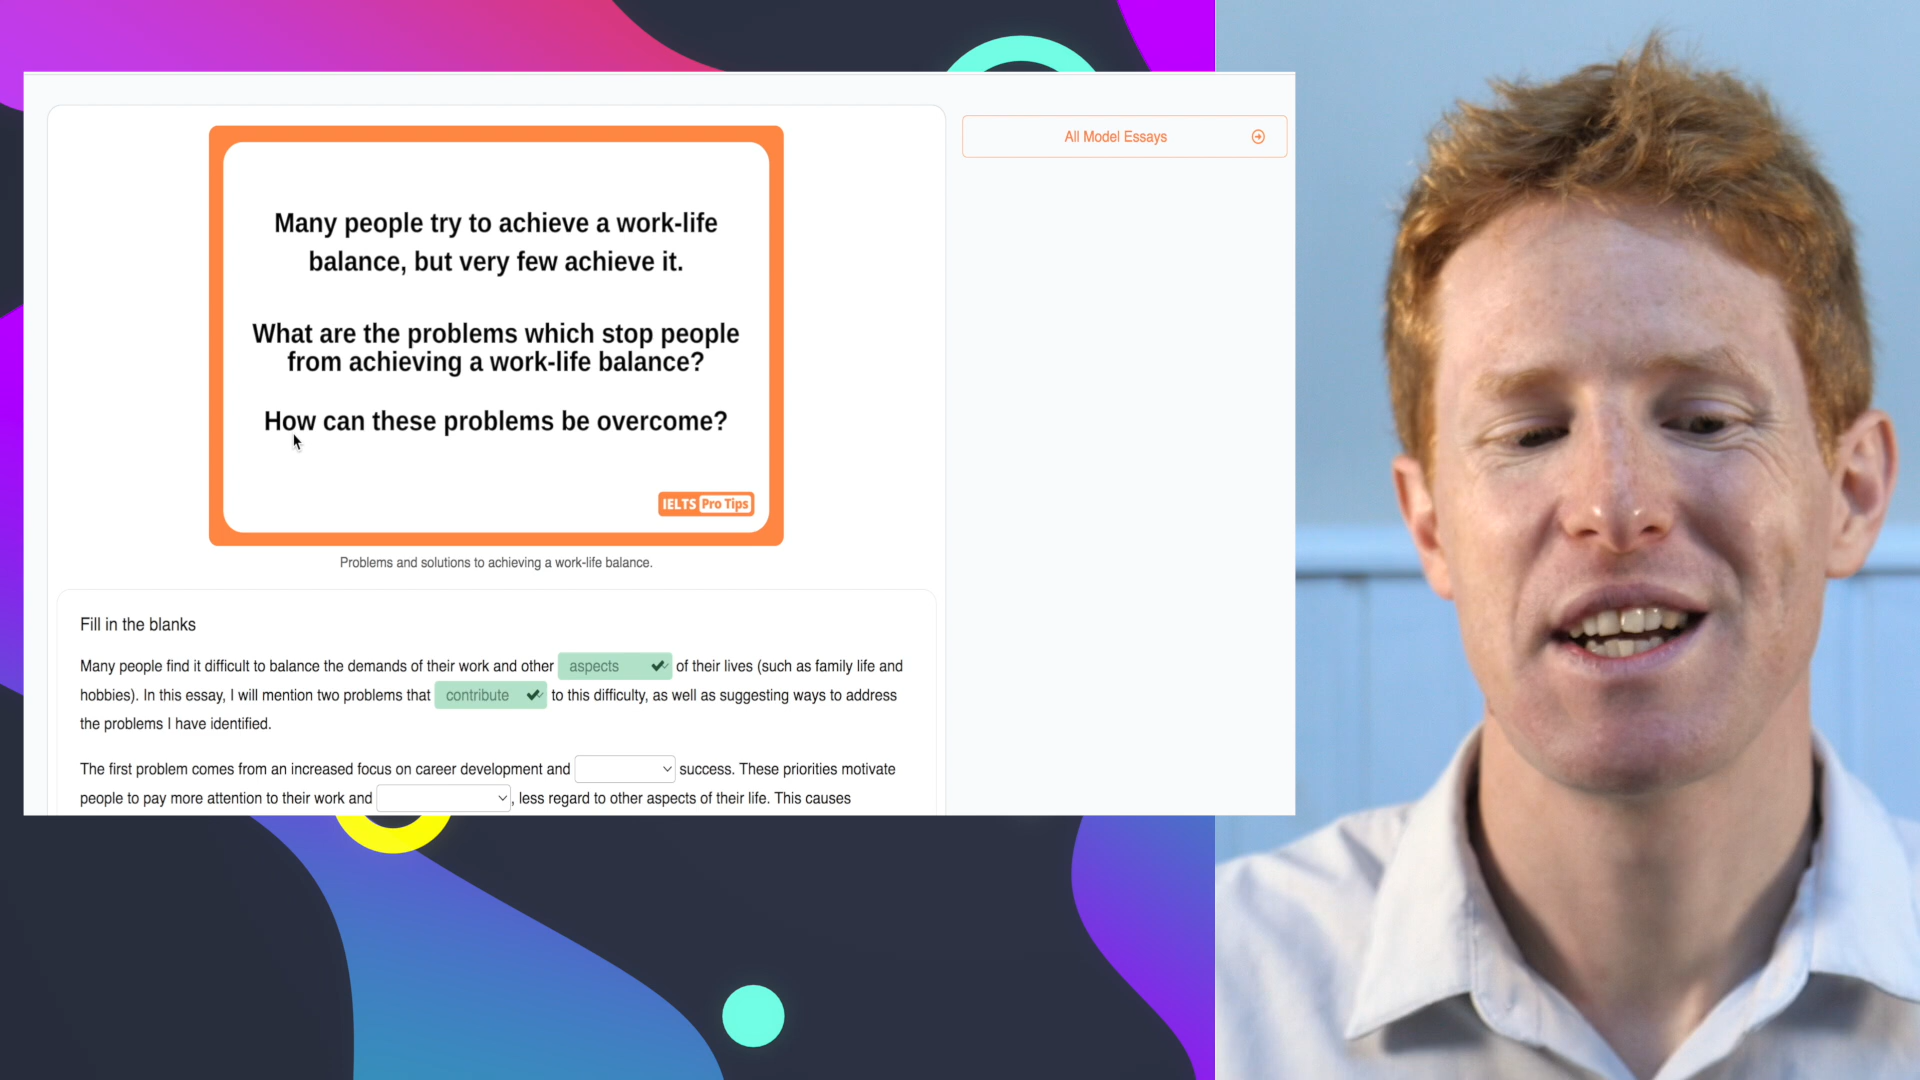 All Model Essays
Many people try to achieve a work-life
balance, but very few achieve it.
What are the problems which stop people
from achieving a work-life balance?
How can these problems be overcome?
IELTS Pro Tips
Problems and solutions to achieving a work-life balance.
Fill in the blanks
Many people find it difficult to balance the demands of their work and other aspects of their lives (such as family life and
hobbies). In this essay, I will mention two problems that contribute to this difficulty, as well as suggesting ways to address
the problems I have identified.
The first problem comes from an increased focus on career development and success. These priorities motivate
people to pay more attention to their work and , less regard to other aspects of their life. This causes